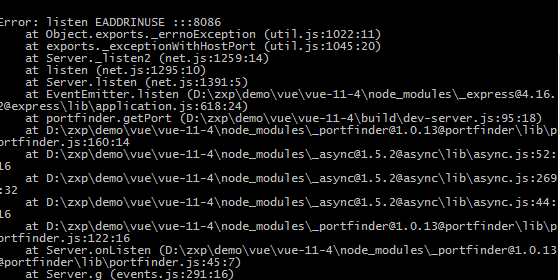 Error: listen EADDRINUSE :::8086
at Object.exports._errnoException (util.js:1022:11)
at exports._exceptionWithHostPort (util.js:1045:20)
at Server._listen2 (net.js:1259:14)
at listen (net.js:1295:10)
at Server.listen (net.js:1391:5)
at EventEmitter.listen (D:\zxp\demo\vue\vue-11-4\node_modules\_express@4.16.
2@express\lib\application.js:618:24)
at portfinder.getPort (D:\zxp\demo\vue\vue-11-4\build\dev-server.js:95:18)
at D:\zxp\demo\vue\vue-11-4\node_modules\_portfinder@1.0.13@portfinder\lib\p
ortfinder.js:160:14
at D:\zxp\demo\vue\vue-11-4\node_modules\_async@1.5.2@async\lib\async.js:52:
16
at D:\zxp\demo\vue\vue-11-4\node_modules\_async@1.5.2@async\lib\async.js:269
:32
at D:\zxp\demo\vue\vue-11-4\node_modules\_async@1.5.2@async\lib\async.js:44:
16
at D:\zxp\demo\vue\vue-11-4\node_modules\_portfinder@1.0.13@portfinder\lib\p
ortfinder.js:122:16
at Server.onListen (D:\zxp\demo\vue\vue-11-4\node_modules\_portfinder@1.0.13
@portfinder\lib\portfinder.js:45:7)
at Server.g (events.js:291:16)